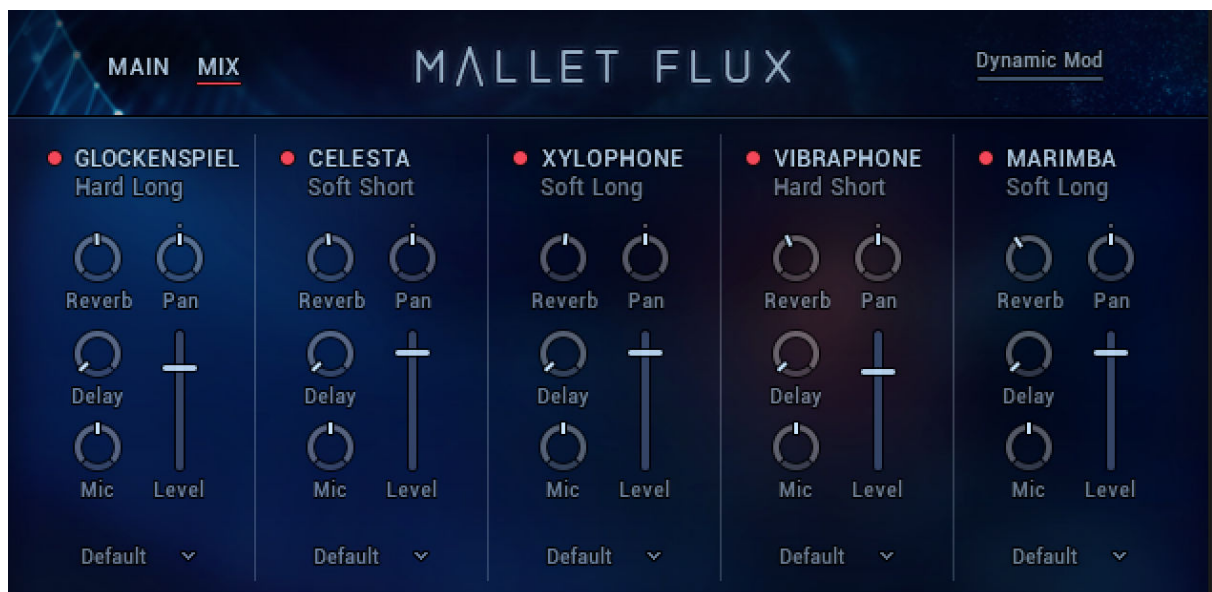 MAIN MIX MALLET FLUX Dynamic Mod
GLOCKENSPIEL CELESTA XYLOPHONE VIBRAPHONE MARIMBA
Hard Long Soft Short Soft Long Hard Short Soft Long
Reverb Pan Reverb Pan Reverb Pan Reverb Pan Reverb Pan
Delay Delay Delay Delay Delay
Mic Level Mic Level Mic Level Mic Level Mic Level
Default Default Default Default Default